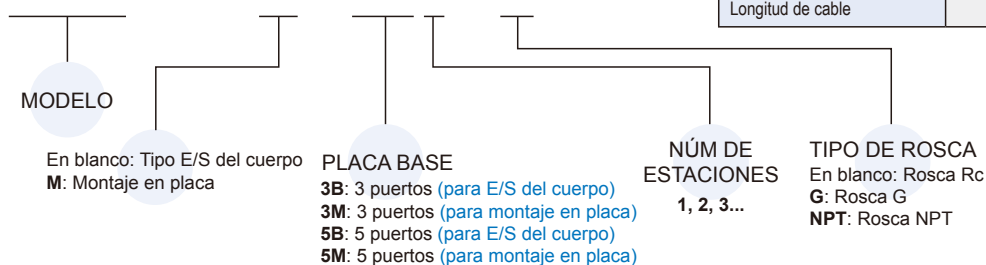 Longitud de cable
MODELO
En blanco: Tipo E/S del cuerpo
M: Montaje en placa
PLACA BASE
3B: 3 puertos (para E/S del cuerpo)
3M: 3 puertos (para montaje en placa)
5B: 5 puertos (para E/S del cuerpo)
5M: 5 puertos (para montaje en placa)
NÚM DE
ESTACIONES
1, 2, 3...
TIPO DE ROSCA
En blanco: Rosca Rc
G: Rosca G
NPT: Rosca NPT